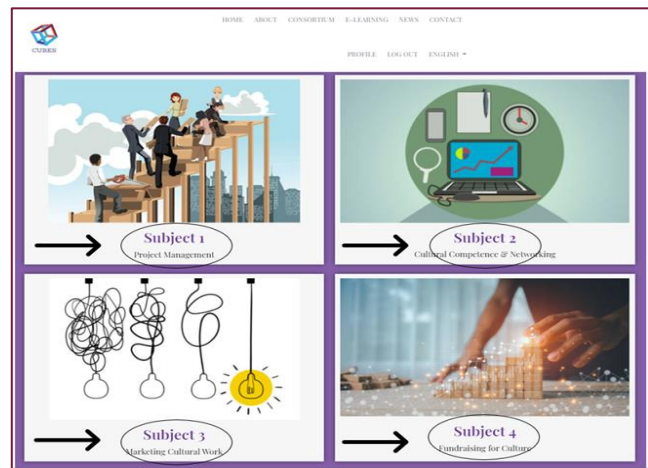 HOME ABOUT CONSORTIUM E-LEARNING NEWS CONTACT
CUBES
PROFILE LOG OUT ENGLISH
Subject 1
Project Management
Subject 2
Cultural Competence & Networking
Subject 3
Marketing Cultural Work
Subject 4
Fundraising for Culture